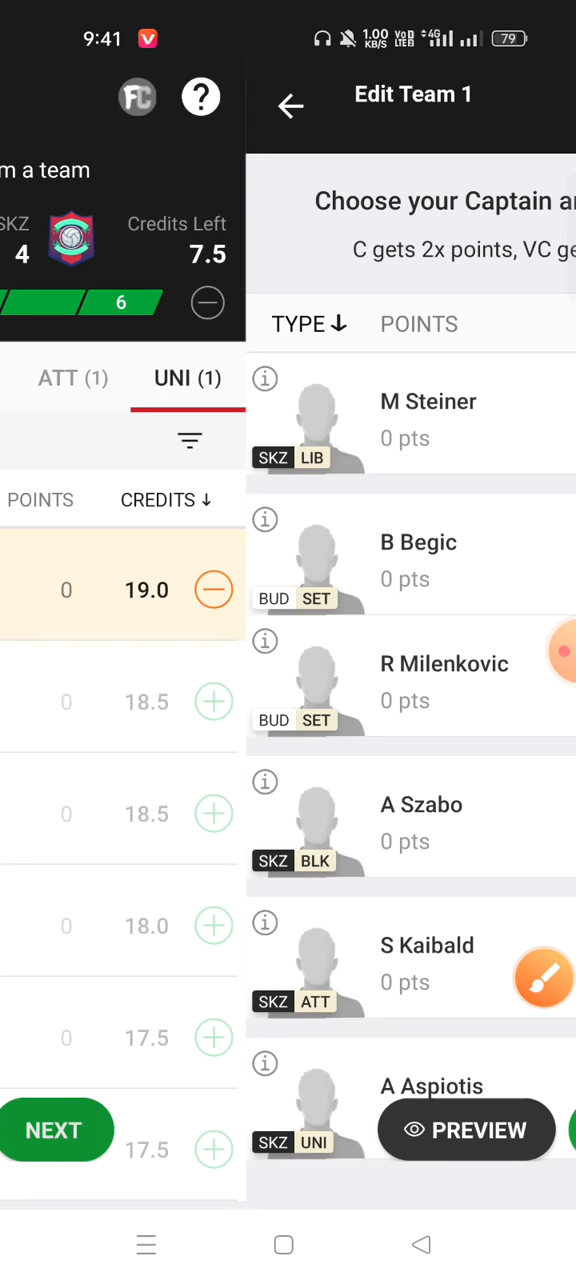 9:41
1.00 KB/S VoD LTEB 4G 79
FC ?
Edit Team 1
m a team
SKZ
4
Credits Left
7.5
6
Choose your Captain a
C gets 2x points, VC ge
ATT (1) UNI (1)
TYPE POINTS
POINTS CREDITS ↓
0 19.0
0 18.5
0 18.5
0 18.0
0 17.5
17.5
NEXT
M Steiner
0 pts
SKZ LIB
B Begic
0 pts
BUD SET
R Milenkovic
0 pts
BUD SET
A Szabo
0 pts
SKZ BLK
S Kaibald
0 pts
SKZ ATT
A Aspiotis
SKZ UNI
PREVIEW